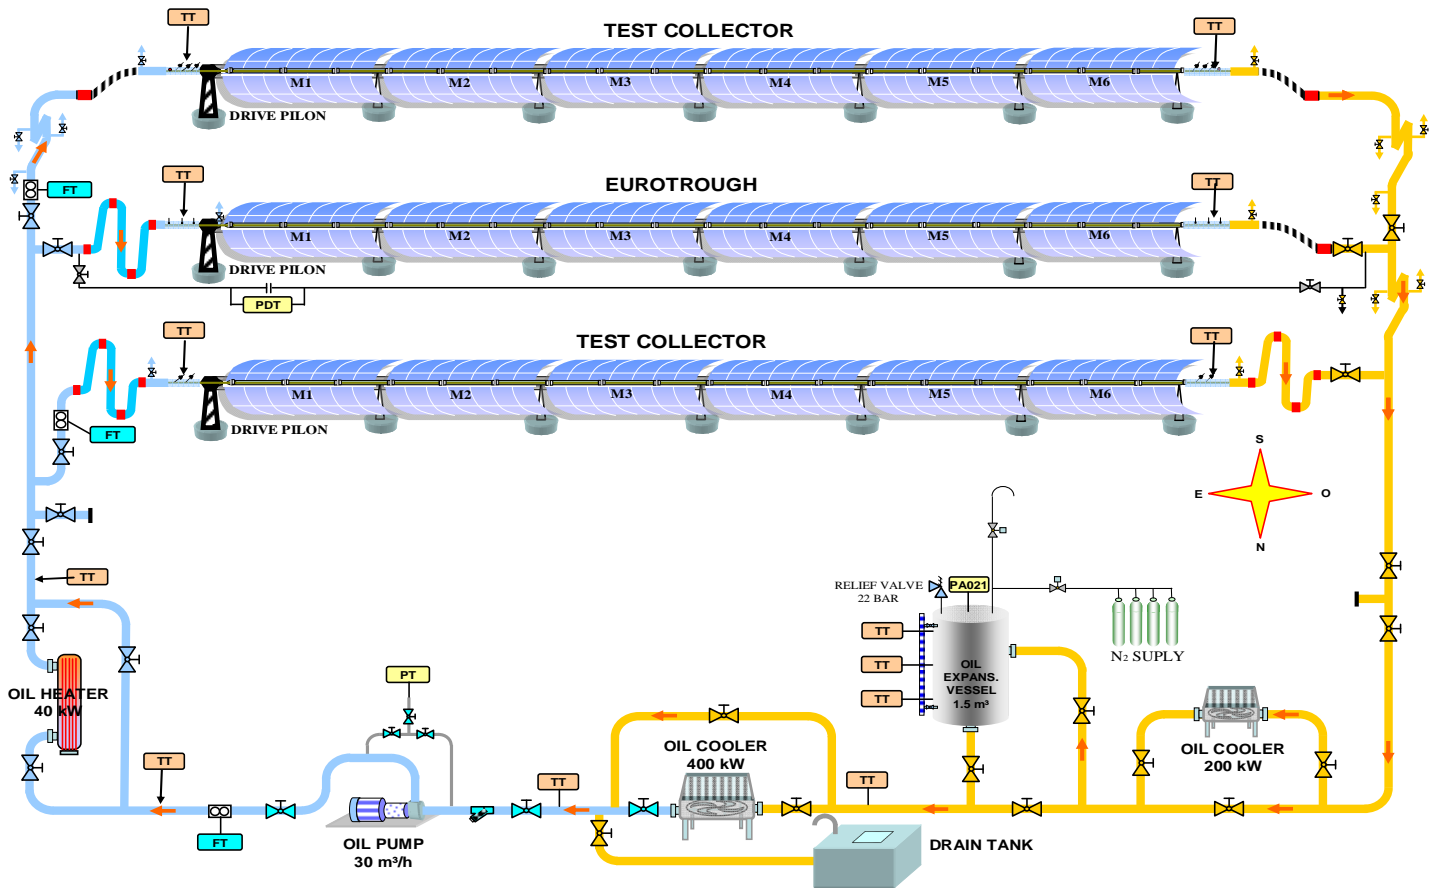 TT
TEST COLLECTOR
TT
M1
M2
M3
M4
M5
M6
DRIVE PILON
FT
TT
EUROTROUGH
TT
M1
M2
M3
M4
M5
M6
DRIVE PILON
PDT
TT
TEST COLLECTOR
TT
M1
M2
M3
M4
M5
M6
DRIVE PILON
FT
S
E
O
N
TT
RELIEF VALVE
22 BAR
PA021
TT
TT
TT
OIL
EXPANS.
VESSEL
1.5 m³
N2 SUPLY
OIL HEATER
40 kW
PT
OIL COOLER
400 kW
OIL COOLER
200 kW
TT
TT
TT
FT
OIL PUMP
30 m³/h
DRAIN TANK